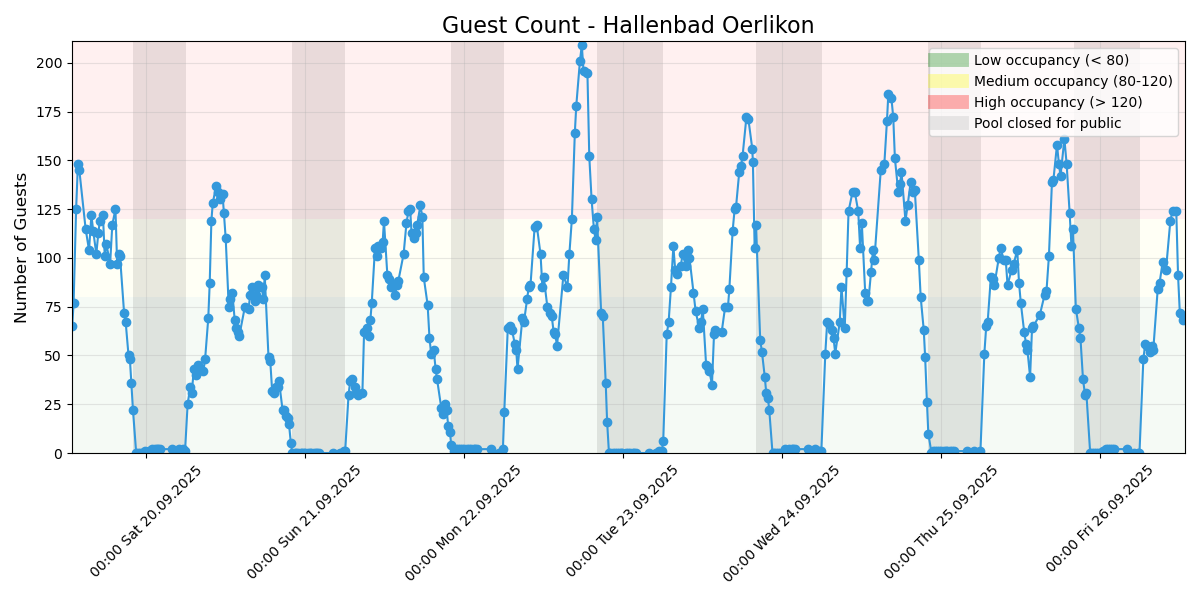 Guest Count - Hallenbad Oerlikon
Number of Guests
200
175
150
125
100
75
50
25
0
Low occupancy (< 80)
Medium occupancy (80-120)
High occupancy (> 120)
Pool closed for public
00:00 Sat 20.09.2025
00:00 Sun 21.09.2025
00:00 Mon 22.09.2025
00:00 Tue 23.09.2025
00:00 Wed 24.09.2025
00:00 Thu 25.09.2025
00:00 Fri 26.09.2025